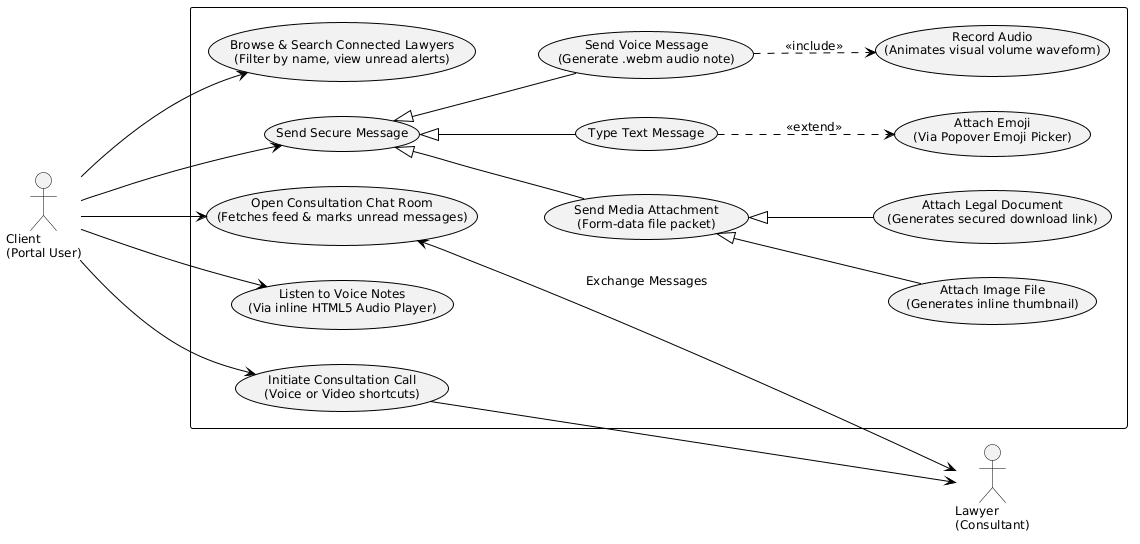 Browse & Search Connected Lawyers
(Filter by name, view unread alerts)
Send Voice Message
(Generate .webm audio note)
«include»
Record Audio
(Animates visual volume waveform)
Send Secure Message
Type Text Message
«extend»
Attach Emoji
(Via Popover Emoji Picker)
Client
(Portal User)
Open Consultation Chat Room
(Fetches feed & marks unread messages)
Send Media Attachment
(Form-data file packet)
Attach Legal Document
(Generates secured download link)
Exchange Messages
Listen to Voice Notes
(Via inline HTML5 Audio Player)
Attach Image File
(Generates inline thumbnail)
Initiate Consultation Call
(Voice or Video shortcuts)
Lawyer
(Consultant)